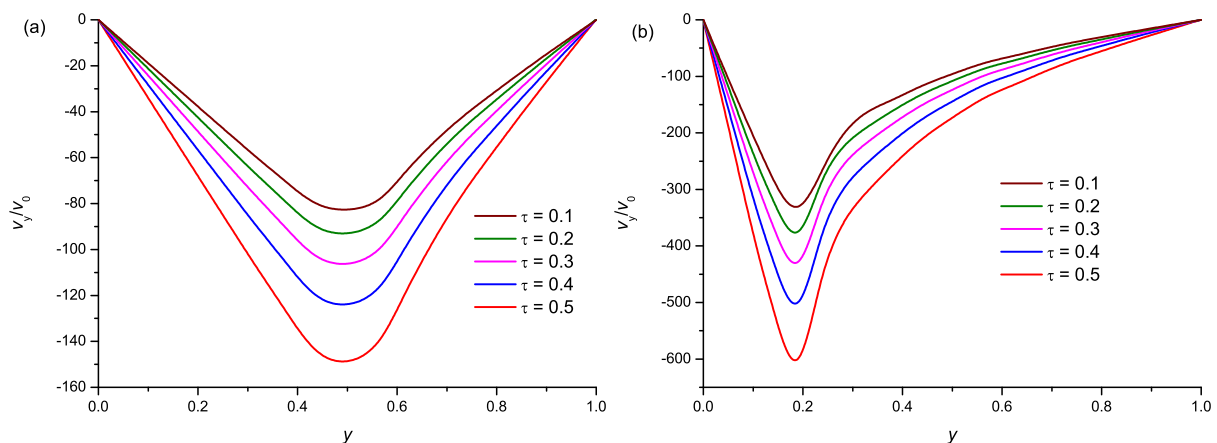 (a)
0
-20
-40
-60
-80
-100
-120
-140
-160
v_y/v_0
0.0 0.2 0.4 0.6 0.8 1.0
y
τ = 0.1
τ = 0.2
τ = 0.3
τ = 0.4
τ = 0.5
(b)
0
-100
-200
-300
-400
-500
-600
v_y/v_0
0.0 0.2 0.4 0.6 0.8 1.0
y
τ = 0.1
τ = 0.2
τ = 0.3
τ = 0.4
τ = 0.5